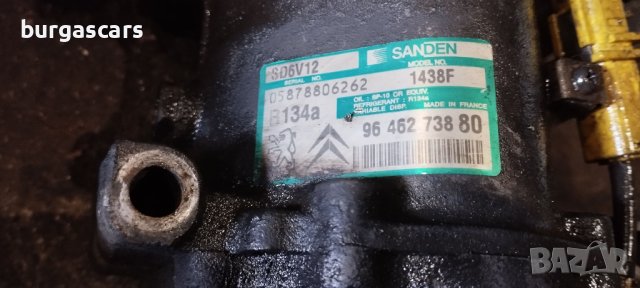 burgascars
SANDEN
SD6V12
SERIAL NO.
MODEL NO.
1438F
05878806262
OIL : SP-10 OR EQUIV.
REFRIGERANT : R134a
VARIABLE DISP. MADE IN FRANCE
R134a
96 462 738 80
BAZAR